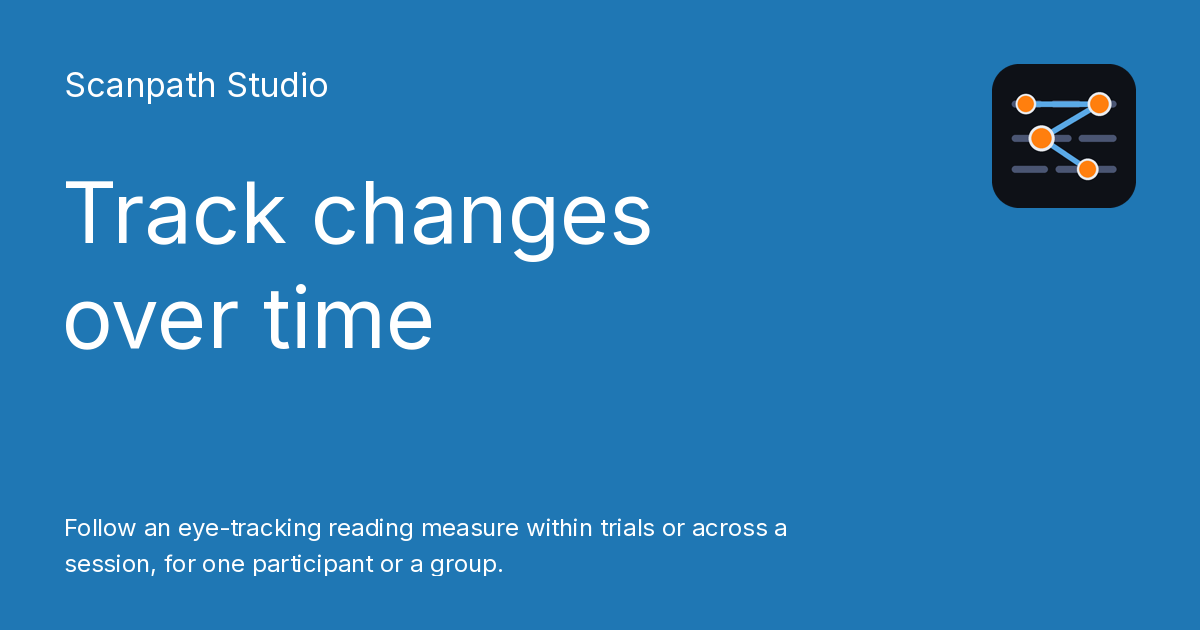 Scanpath Studio
Track changes
over time
Follow an eye-tracking reading measure within trials or across a
session, for one participant or a group.